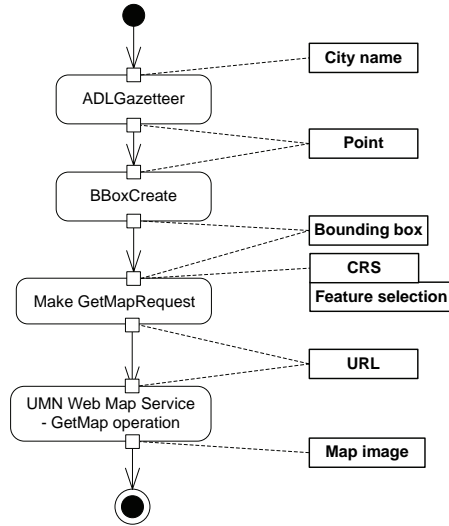 City name
ADLGazetteer
Point
BBoxCreate
Bounding box
CRS
Feature selection
Make GetMapRequest
URL
UMN Web Map Service
- GetMap operation
Map image